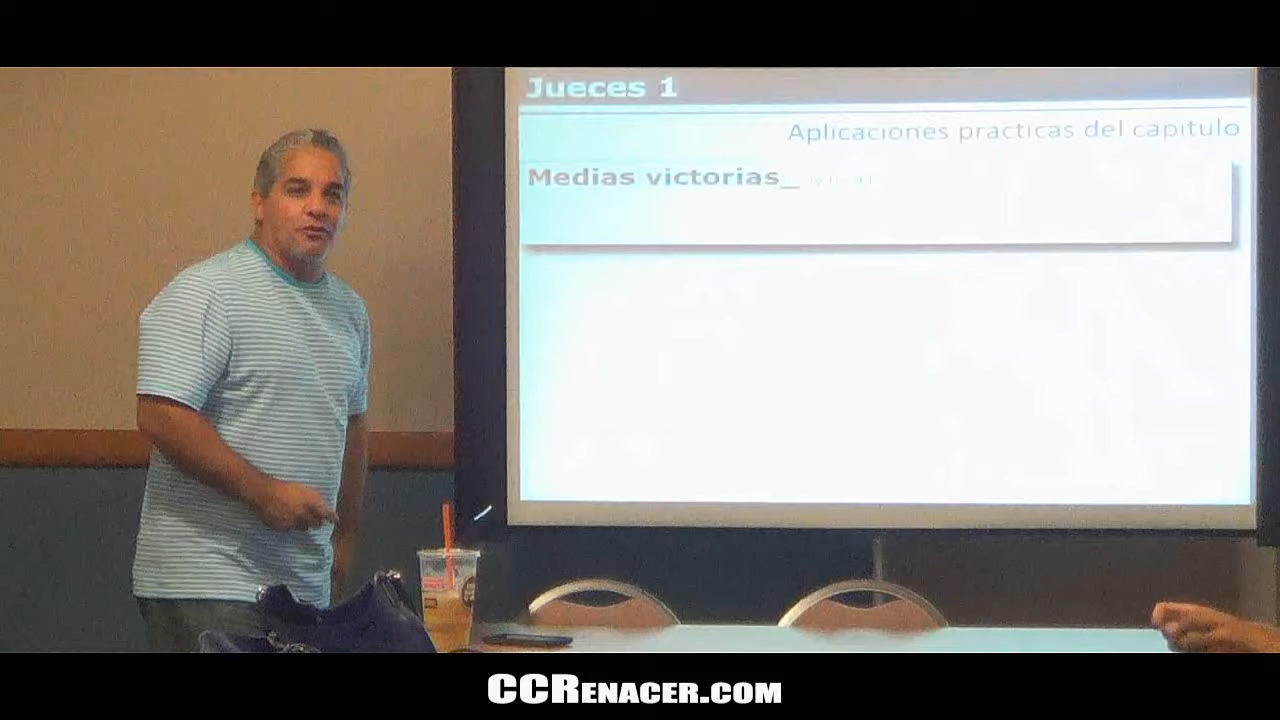 Jueces 1
Aplicaciones practicas del capitulo
Medias victorias_
CCRENACER.COM